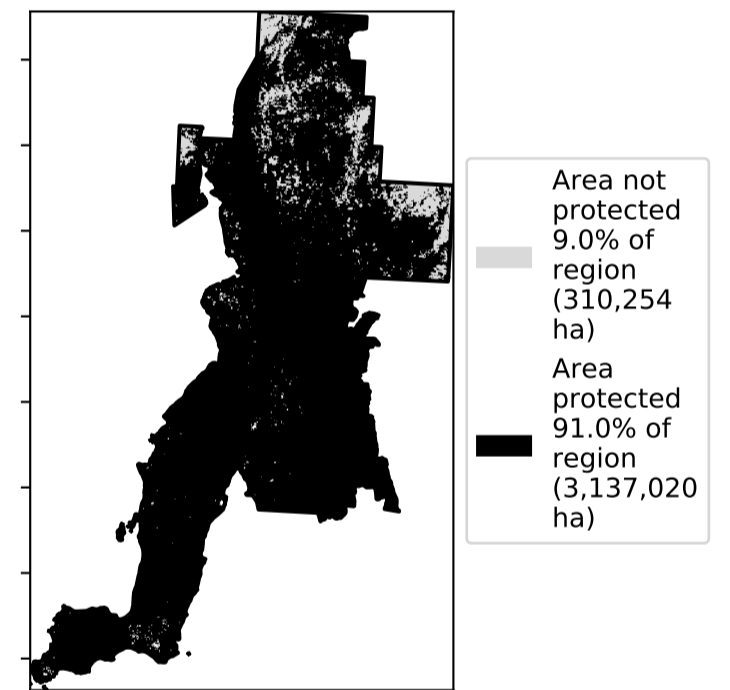 Area not
protected
9.0% of
region
(310,254
ha)
Area
protected
91.0% of
region
(3,137,020
ha)